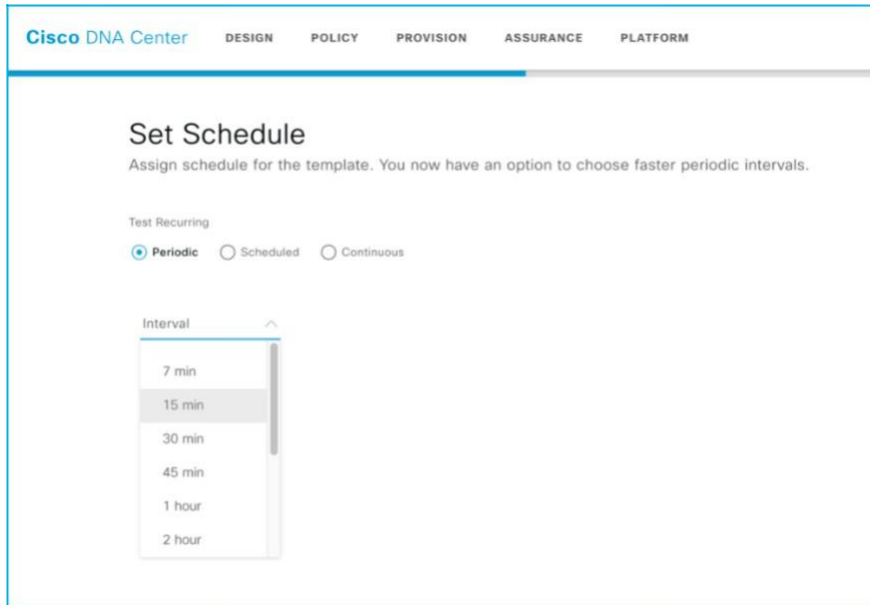 Cisco DNA Center DESIGN POLICY PROVISION ASSURANCE PLATFORM
Set Schedule
Assign schedule for the template. You now have an option to choose faster periodic intervals.
Test Recurring
Periodic Scheduled Continuous
Interval
7 min
15 min
30 min
45 min
1 hour
2 hour